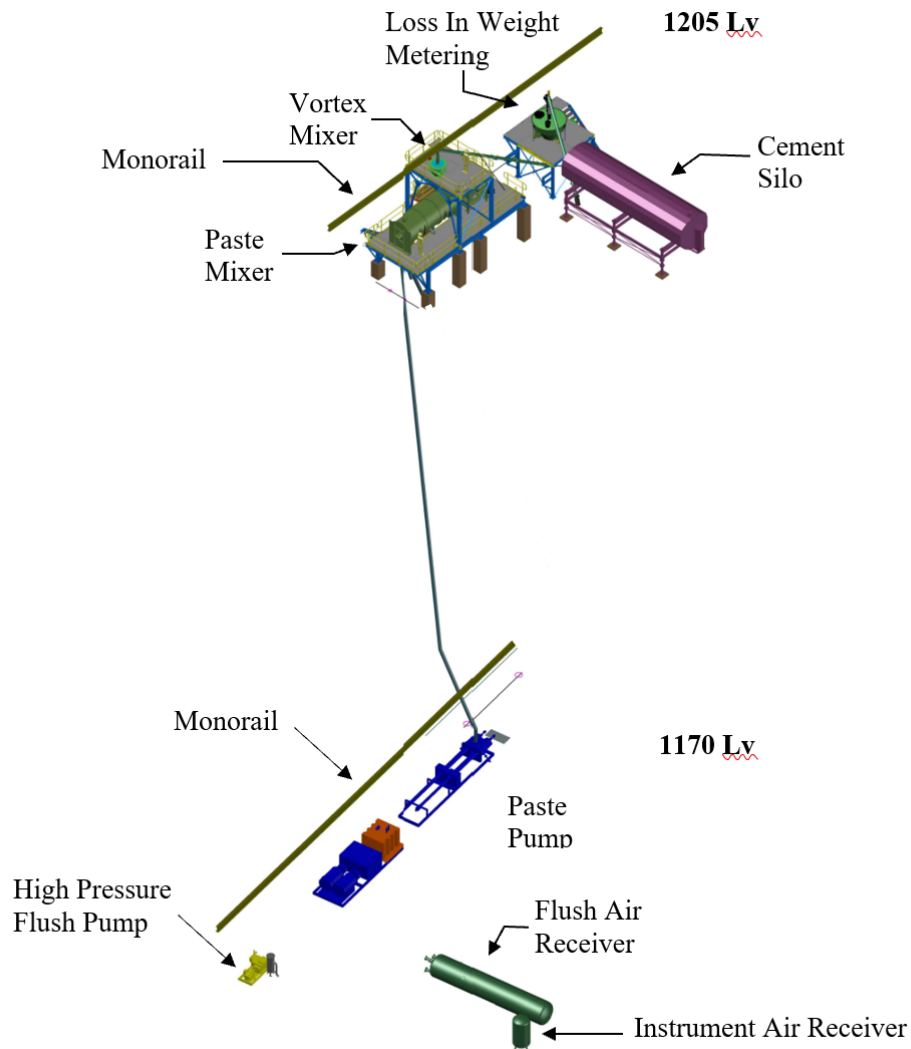 Loss In Weight
Metering
1205 Lv
Vortex
Mixer
Monorail
Cement
Silo
Paste
Mixer
Monorail
1170 Lv
Paste
Pump
High Pressure
Flush Pump
Flush Air
Receiver
Instrument Air Receiver